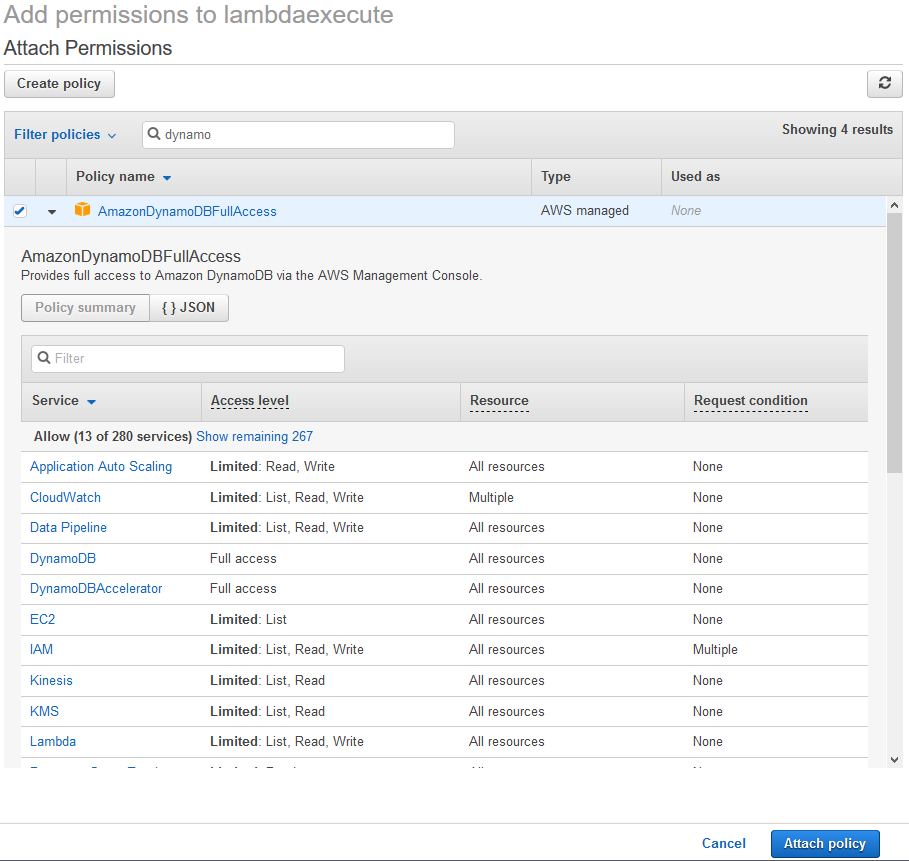 Add permissions to lambdaexecute
Attach Permissions
Create policy
Filter policies dynamo Showing 4 results
Policy name Type Used as
AmazonDynamoDBFullAccess AWS managed None
AmazonDynamoDBFullAccess
Provides full access to Amazon DynamoDB via the AWS Management Console.
Policy summary { } JSON
Filter
Service Access level Resource Request condition
Allow (13 of 280 services) Show remaining 267
Application Auto Scaling Limited: Read, Write All resources None
CloudWatch Limited: List, Read, Write Multiple None
Data Pipeline Limited: List, Read, Write All resources None
DynamoDB Full access All resources None
DynamoDBAccelerator Full access All resources None
EC2 Limited: List All resources None
IAM Limited: List, Read, Write All resources Multiple
Kinesis Limited: List, Read All resources None
KMS Limited: List, Read All resources None
Lambda Limited: List, Read, Write All resources None
Cancel Attach policy